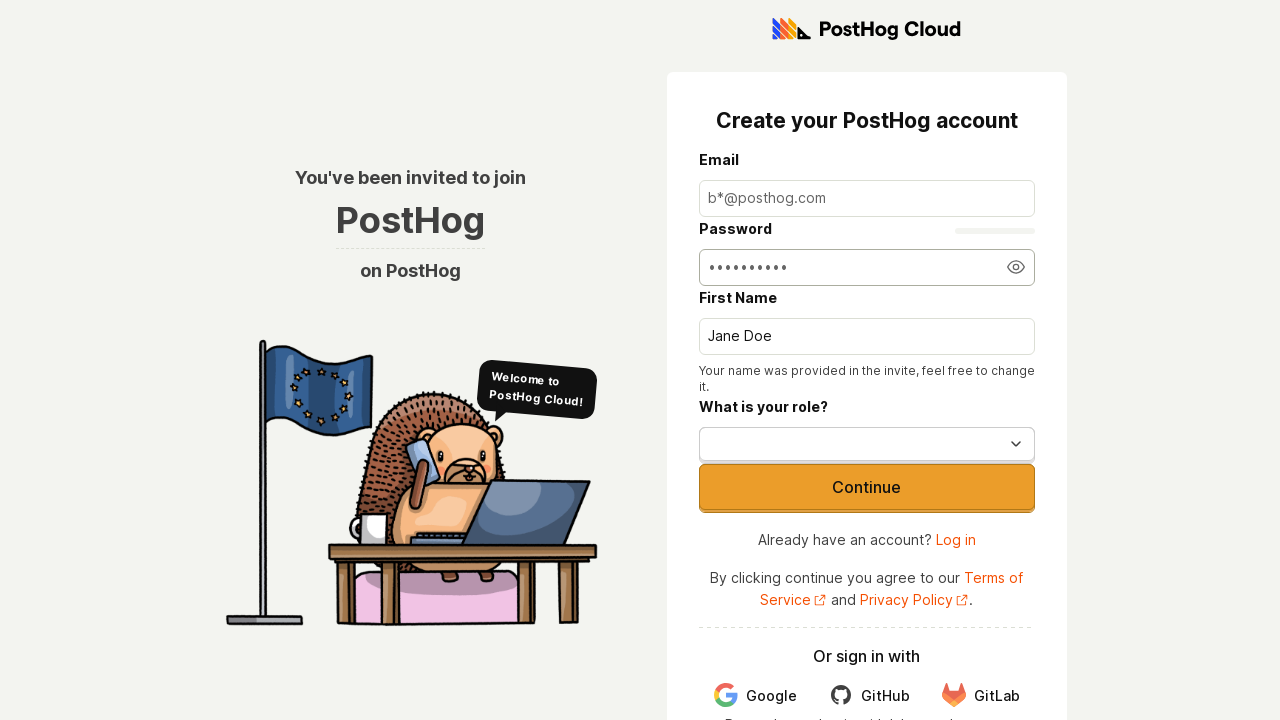 PostHog Cloud
You've been invited to join
PostHog
on PostHog
Welcome to
PostHog Cloud!
Create your PostHog account
Email
b*@posthog.com
Password
••••••••••
First Name
Jane Doe
Your name was provided in the invite, feel free to change
it.
What is your role?
Continue
Already have an account? Log in
By clicking continue you agree to our Terms of
Service and Privacy Policy.
Or sign in with
Google
GitHub
GitLab